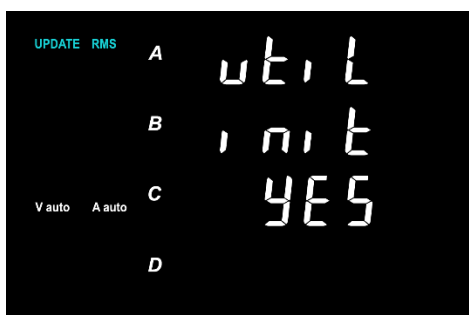 UPDATE RMS A util
B init
V auto A auto C YES
D